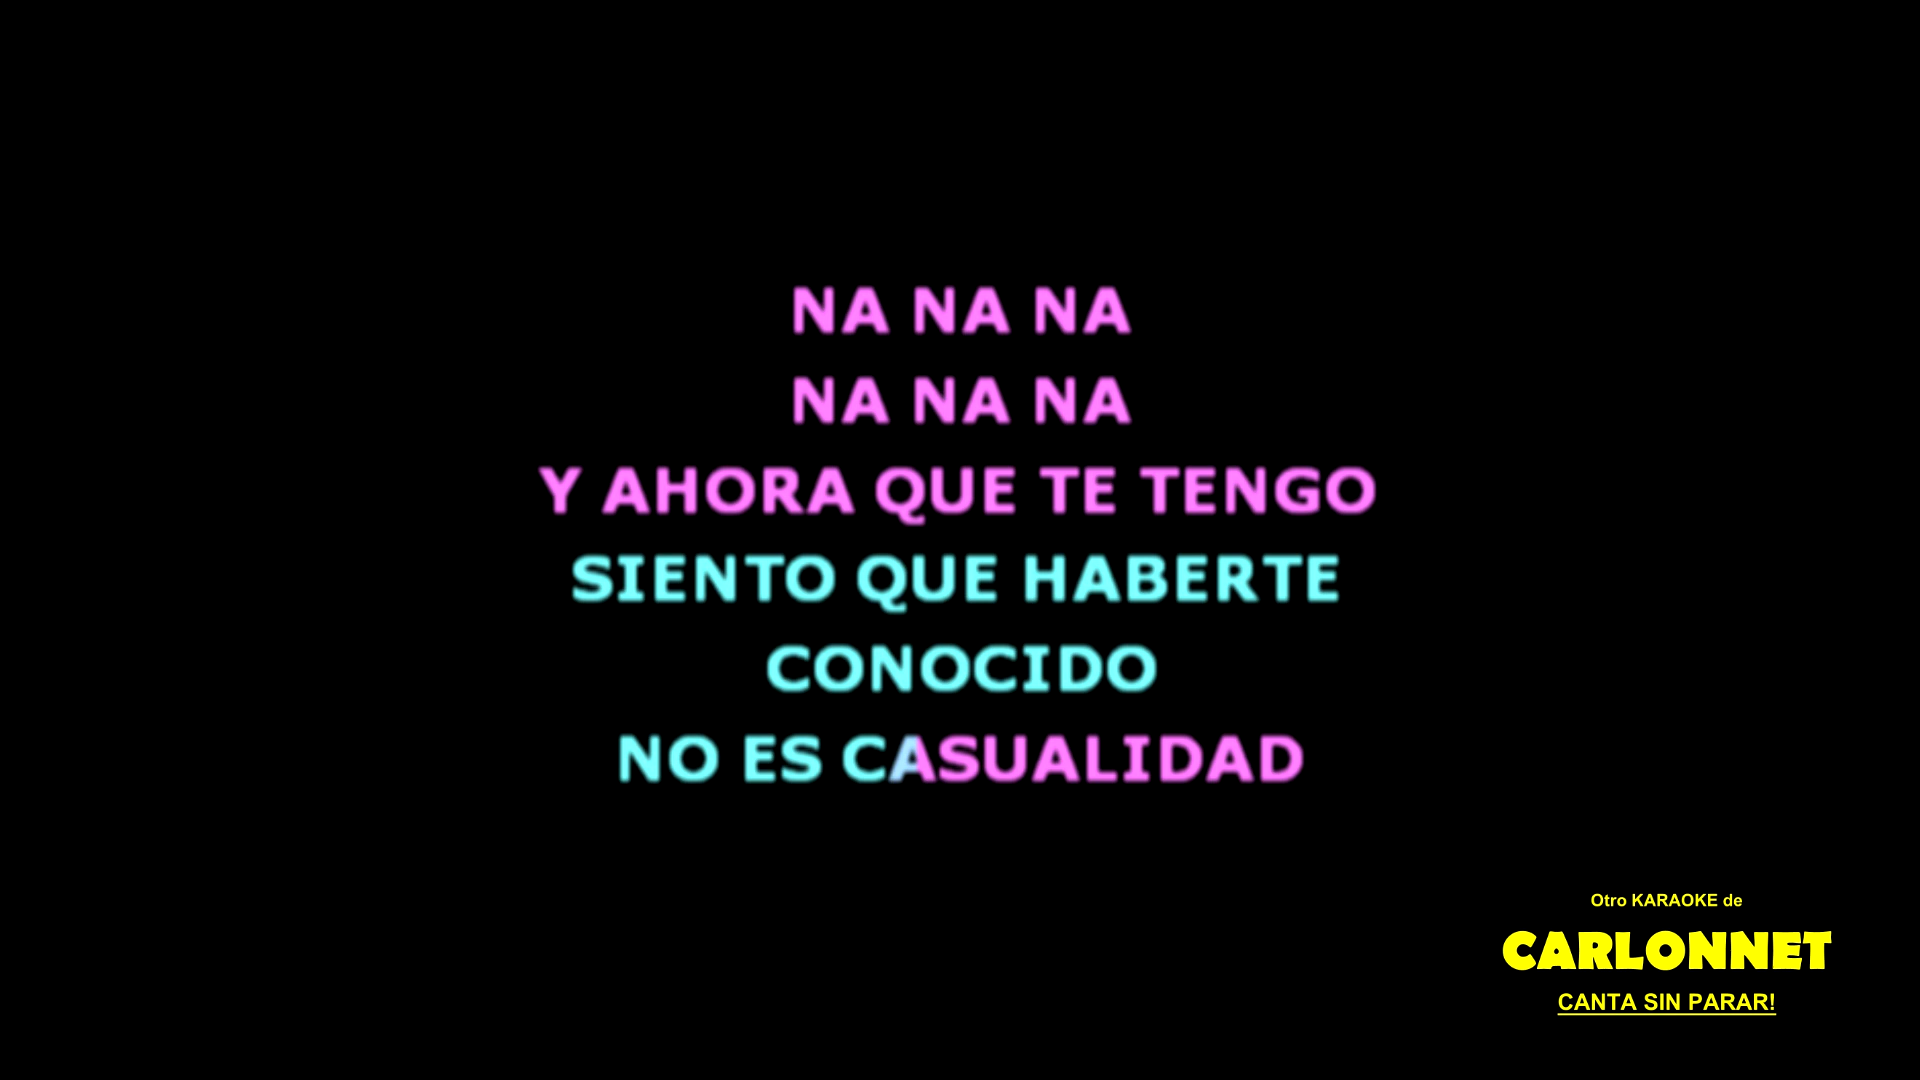 NA NA NA
NA NA NA
Y AHORA QUE TE TENGO
SIENTO QUE HABERTE
CONOCIDO
NO ES CASUALIDAD
Otro KARAOKE de
CARLONNET
CANTA SIN PARAR!